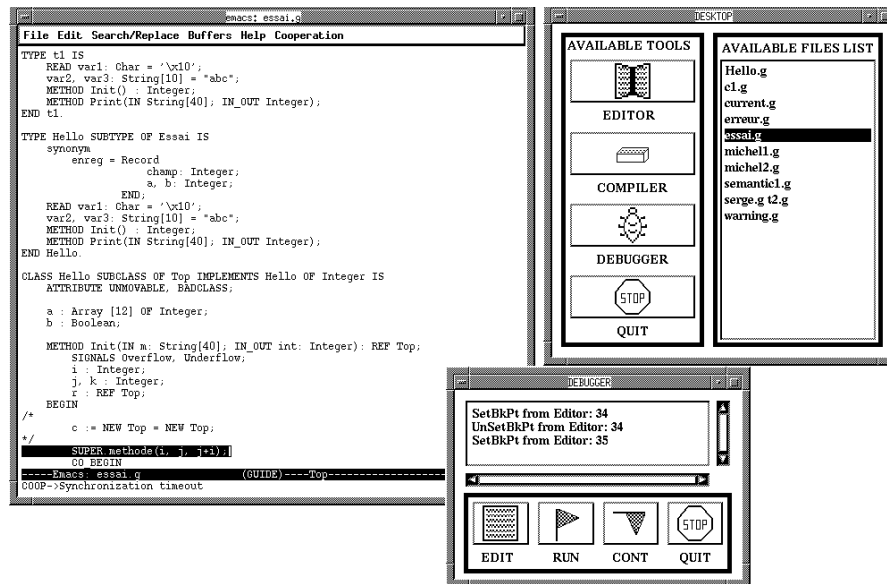 emacs: essai.g
File Edit Search/Replace Buffers Help Cooperation
TYPE t1 IS
READ var1: Char = '\x10';
var2, var3: String[10] = "abc";
METHOD Init() : Integer;
METHOD Print(IN String[40]; IN_OUT Integer);
END t1.
TYPE Hello SUBTYPE OF Essai IS
synonym
enreg = Record
champ: Integer;
a, b: Integer;
END;
READ var1: Char = '\x10';
var2, var3: String[10] = "abc";
METHOD Init() : Integer;
METHOD Print(IN String[40]; IN_OUT Integer);
END Hello.
CLASS Hello SUBCLASS OF Top IMPLEMENTS Hello OF Integer IS
ATTRIBUTE UNMOVABLE, BADCLASS;
a : Array [12] OF Integer;
b : Boolean;
METHOD Init(IN m: String[40]; IN_OUT int: Integer): REF Top;
SIGNALS Overflow, Underflow;
i : Integer;
j, k : Integer;
r : REF Top;
BEGIN
/*
c := NEW Top = NEW Top;
*/
SUPER.methode(i, j, j+i);
CO_BEGIN
-----Emacs: essai.g (GUIDE)----Top--------------------
COOP->Synchronization timeout
DESKTOP
AVAILABLE TOOLS
EDITOR
COMPILER
DEBUGGER
STOP
QUIT
AVAILABLE FILES LIST
Hello.g
c1.g
current.g
erreur.g
essai.g
michel1.g
michel2.g
semantic1.g
serge.g t2.g
warning.g
DEBUGGER
SetBkPt from Editor: 34
UnSetBkPt from Editor: 34
SetBkPt from Editor: 35
STOP
EDIT RUN CONT QUIT